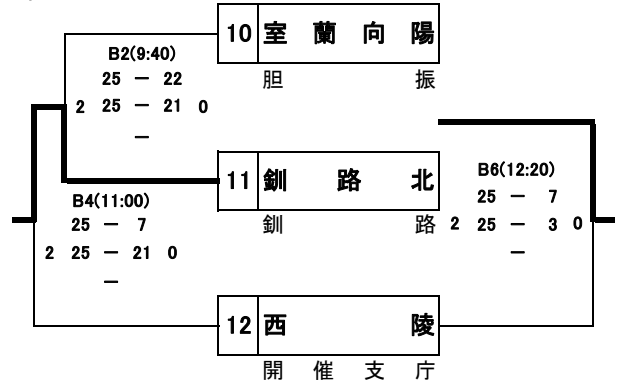 10 室蘭向陽
胆振
B2(9:40)
25 － 22
2 25 － 21 0
－
11 釧路北
釧路
B4(11:00)
25 － 7
2 25 － 21 0
－
B6(12:20)
25 － 7
2 25 － 3 0
－
12 西陵
開催支庁